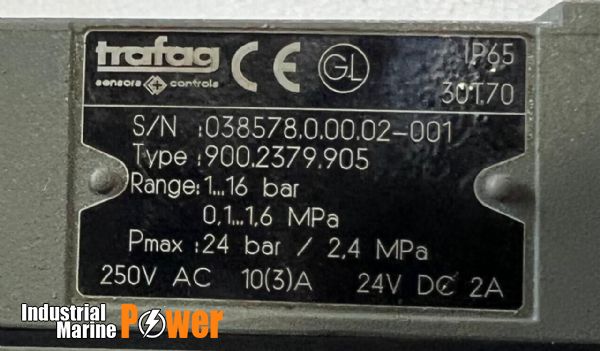 trafag
sensors controls
CE
GL
IP65
30T70
S/N :038578.0.00.02-001
Type :900.2379.905
Range:1...16 bar
0,1...1,6 MPa
Pmax :24 bar / 2,4 MPa
250V AC 10(3)A 24V DC 2A
Industrial
Marine Power